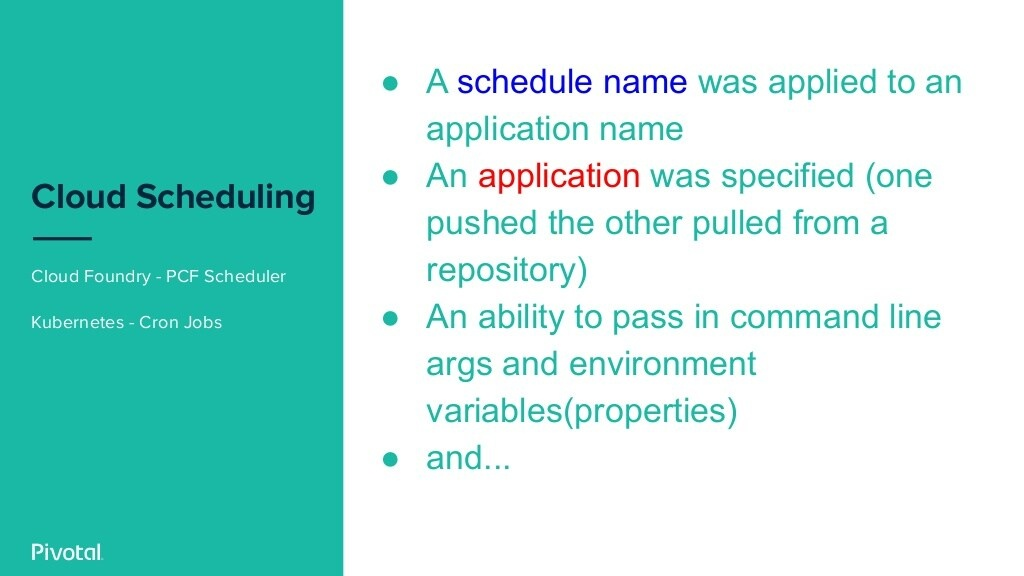 Cloud Scheduling
Cloud Foundry - PCF Scheduler
Kubernetes - Cron Jobs
Pivotal
● A schedule name was applied to an
application name
● An application was specified (one
pushed the other pulled from a
repository)
● An ability to pass in command line
args and environment
variables(properties)
● and...